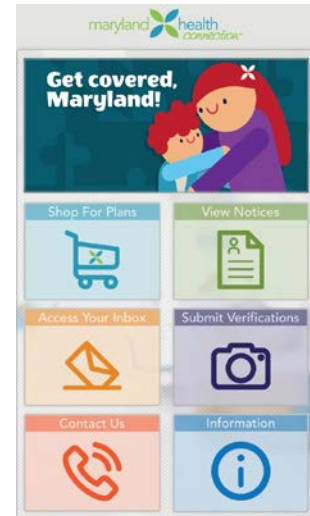 maryland health
connection
Get covered,
Maryland!
Shop For Plans
View Notices
Access Your Inbox
Submit Verifications
Contact Us
Information